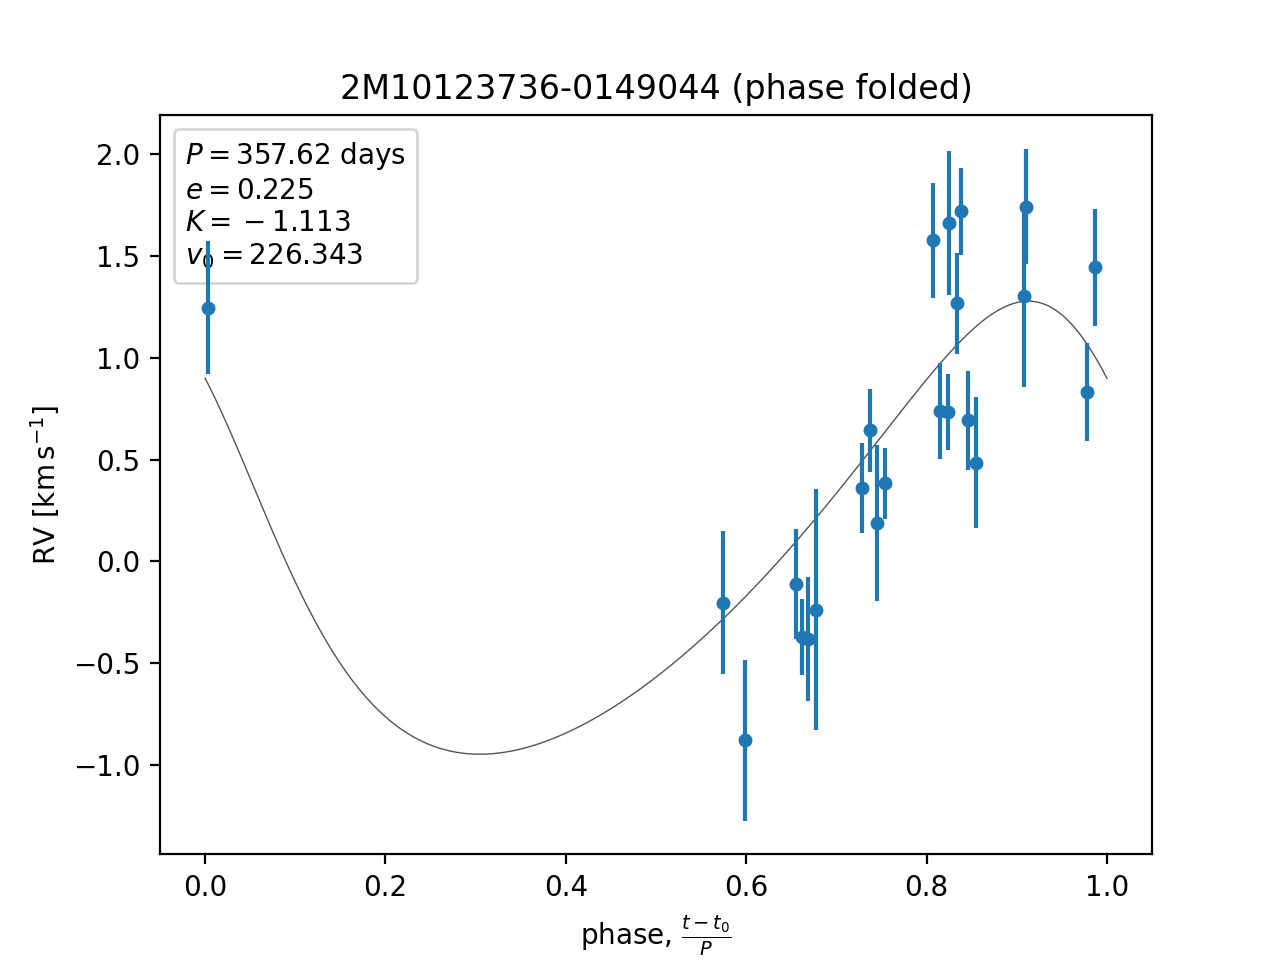 2M10123736-0149044 (phase folded)
P = 357.62 days
e = 0.225
K = −1.113
v₀ = 226.343
2.0
1.5
1.0
0.5
0.0
−0.5
−1.0
RV [km s⁻¹]
0.0 0.2 0.4 0.6 0.8 1.0
phase, (t − t₀)/P